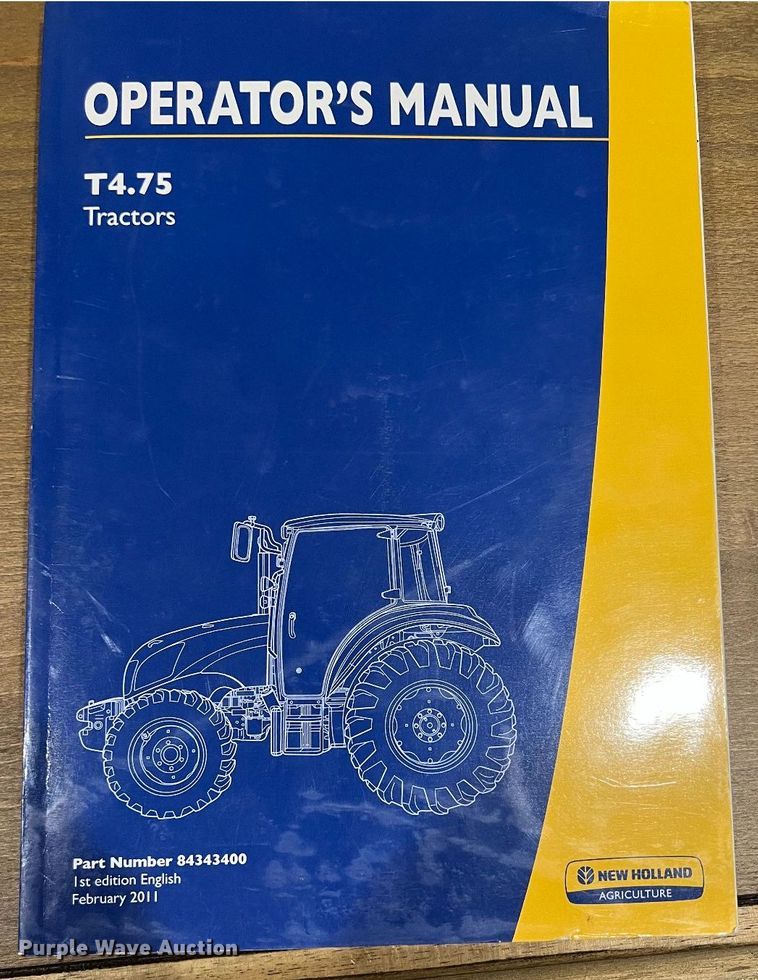 OPERATOR'S MANUAL
T4.75
Tractors
Part Number 84343400
1st edition English
February 2011
NEW HOLLAND
AGRICULTURE
Purple Wave Auction